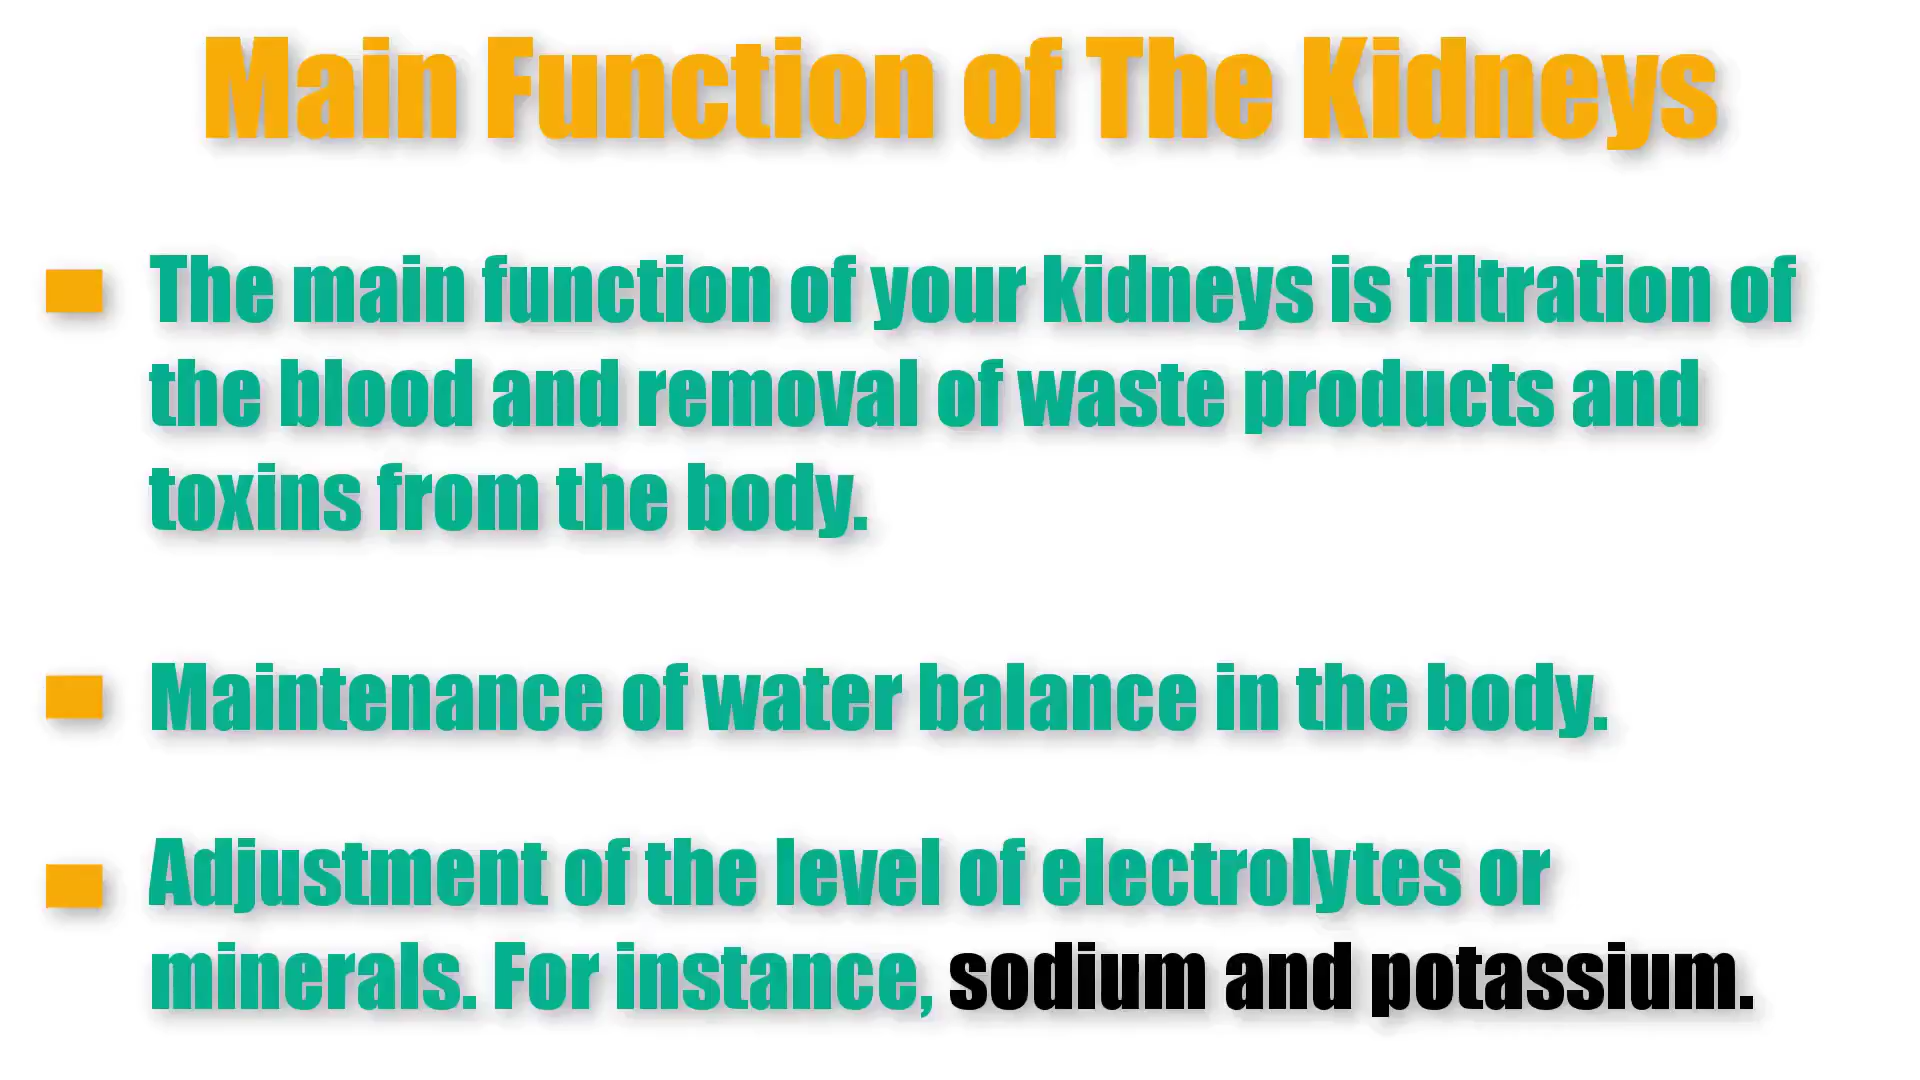 Main Function of The Kidneys
The main function of your kidneys is filtration of
the blood and removal of waste products and
toxins from the body.
Maintenance of water balance in the body.
Adjustment of the level of electrolytes or
minerals. For instance, sodium and potassium.